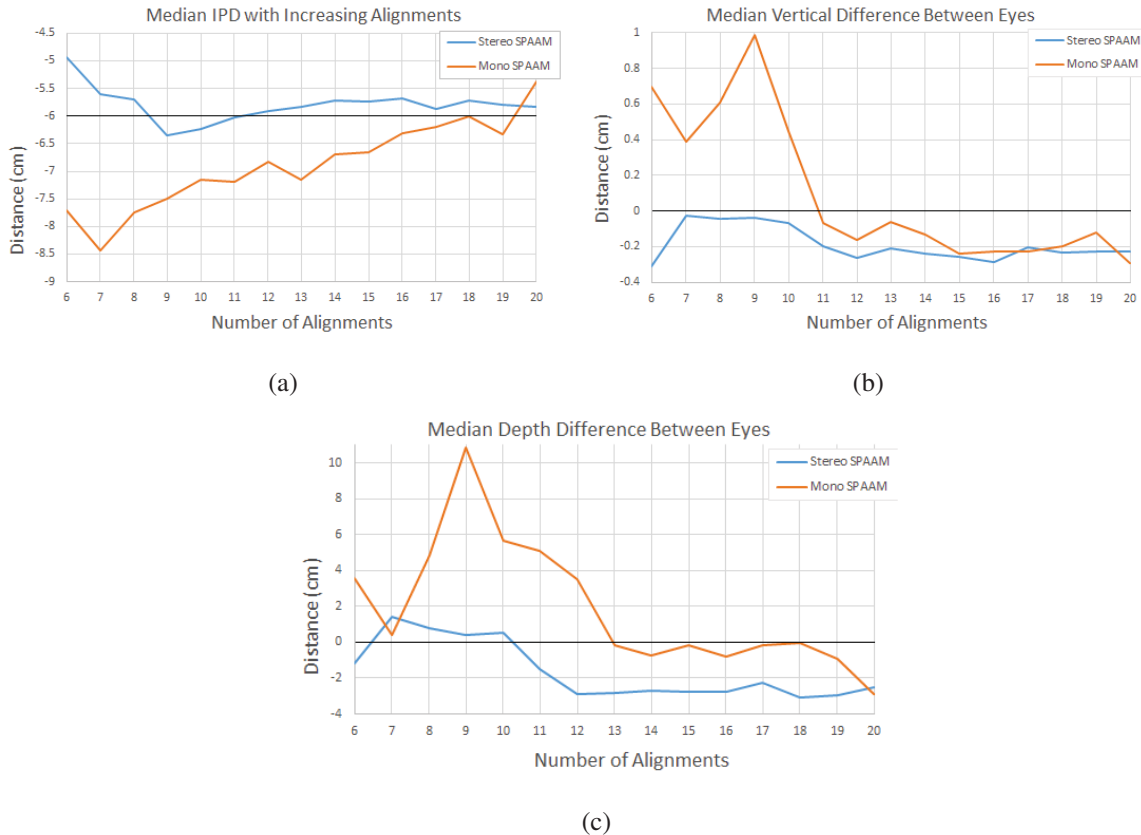 Median IPD with Increasing Alignments
Stereo SPAAM
Mono SPAAM
-4.5
-5
-5.5
-6
-6.5
-7
-7.5
-8
-8.5
-9
Distance (cm)
6 7 8 9 10 11 12 13 14 15 16 17 18 19 20
Number of Alignments
(a)
Median Vertical Difference Between Eyes
Stereo SPAAM
Mono SPAAM
1
0.8
0.6
0.4
0.2
0
-0.2
-0.4
Distance (cm)
6 7 8 9 10 11 12 13 14 15 16 17 18 19 20
Number of Alignments
(b)
Median Depth Difference Between Eyes
Stereo SPAAM
Mono SPAAM
10
8
6
4
2
0
-2
-4
Distance (cm)
6 7 8 9 10 11 12 13 14 15 16 17 18 19 20
Number of Alignments
(c)